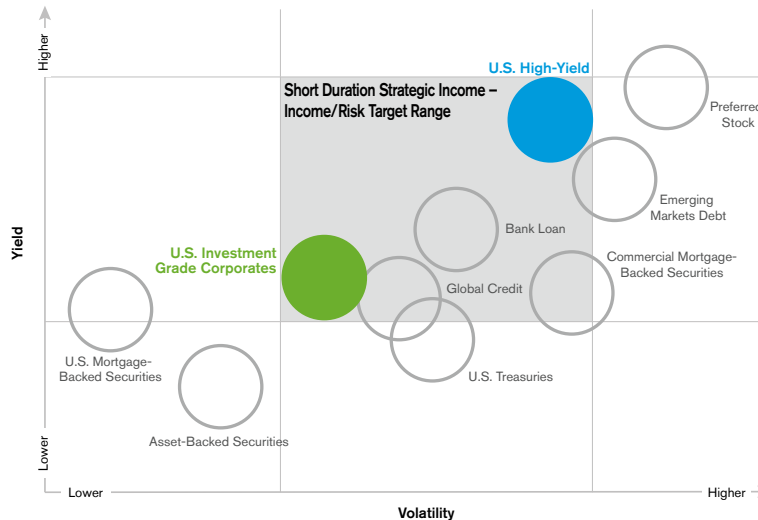 Higher
U.S. High-Yield
Short Duration Strategic Income –
Income/Risk Target Range
Preferred
Stock
Emerging
Markets Debt
Bank Loan
Yield
U.S. Investment
Grade Corporates
Commercial Mortgage-
Backed Securities
Global Credit
U.S. Mortgage-
Backed Securities
U.S. Treasuries
Asset-Backed Securities
Lower
Lower
Higher
Volatility